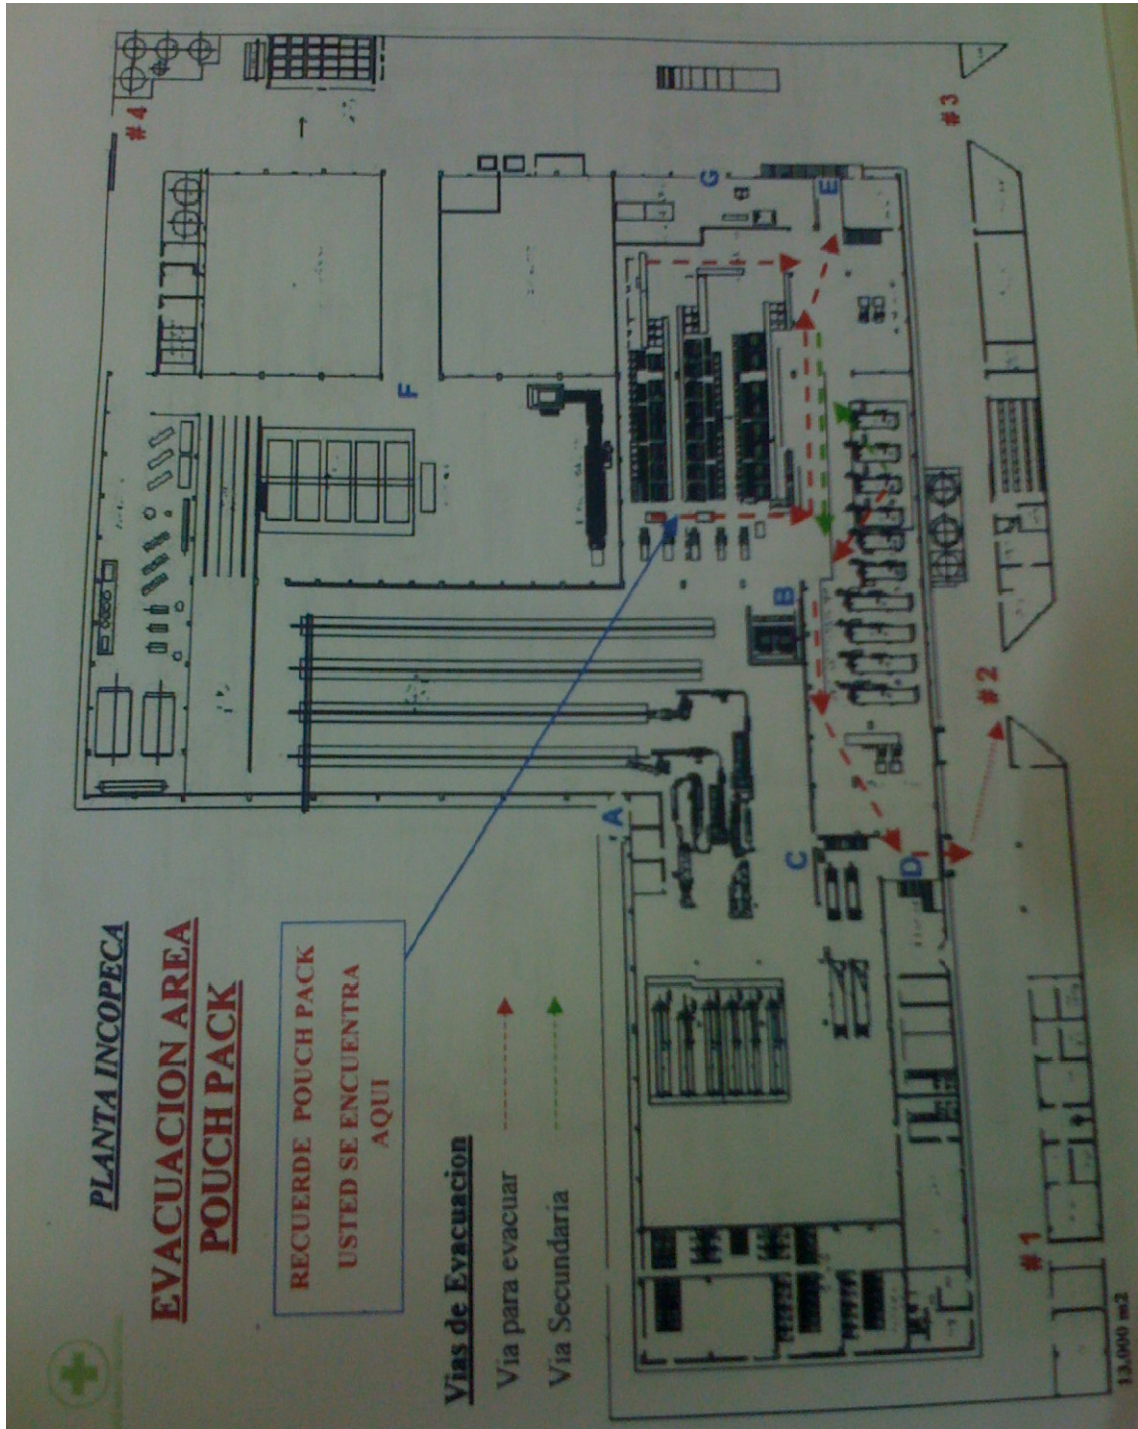 PLANTA INCOPECA
EVACUACION AREA
POUCH PACK
RECUERDE POUCH PACK
USTED SE ENCUENTRA
AQUI
Vias de Evacuacion
Via para evacuar
Via Secundaria
A
B
C
D
E
F
G
#1
#2
#3
#4
13.000 m2